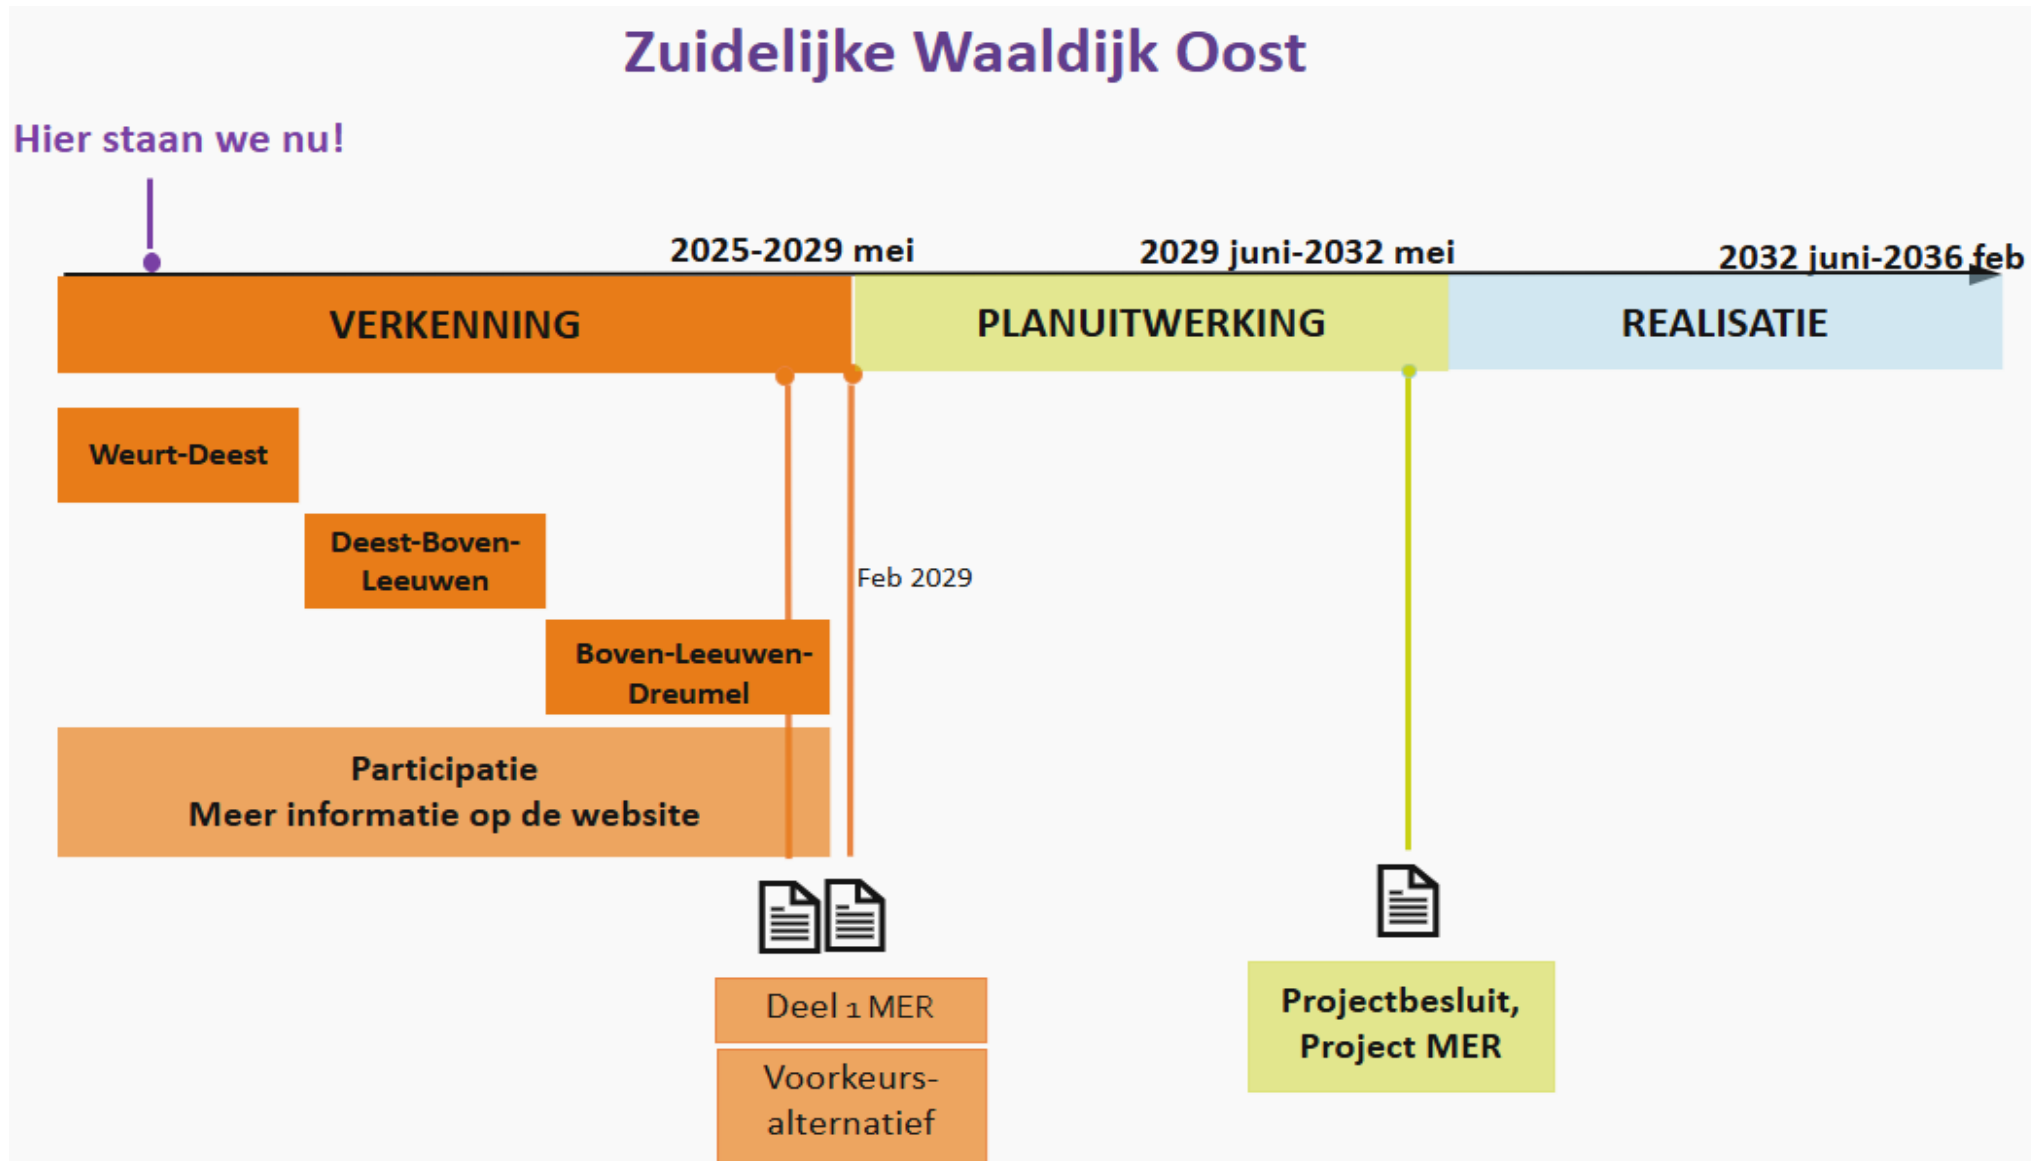 Zuidelijke Waaldijk Oost
Hier staan we nu!
2025-2029 mei
2029 juni-2032 mei
2032 juni-2036 feb
VERKENNING
PLANUITWERKING
REALISATIE
Weurt-Deest
Deest-Boven-
Leeuwen
Feb 2029
Boven-Leeuwen-
Dreumel
Participatie
Meer informatie op de website
Deel 1 MER
Voorkeurs-
alternatief
Projectbesluit,
Project MER